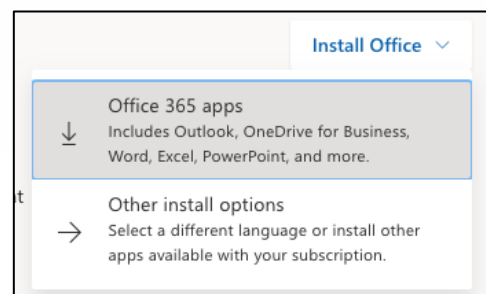 Install Office
Office 365 apps
Includes Outlook, OneDrive for Business,
Word, Excel, PowerPoint, and more.
Other install options
Select a different language or install other
apps available with your subscription.